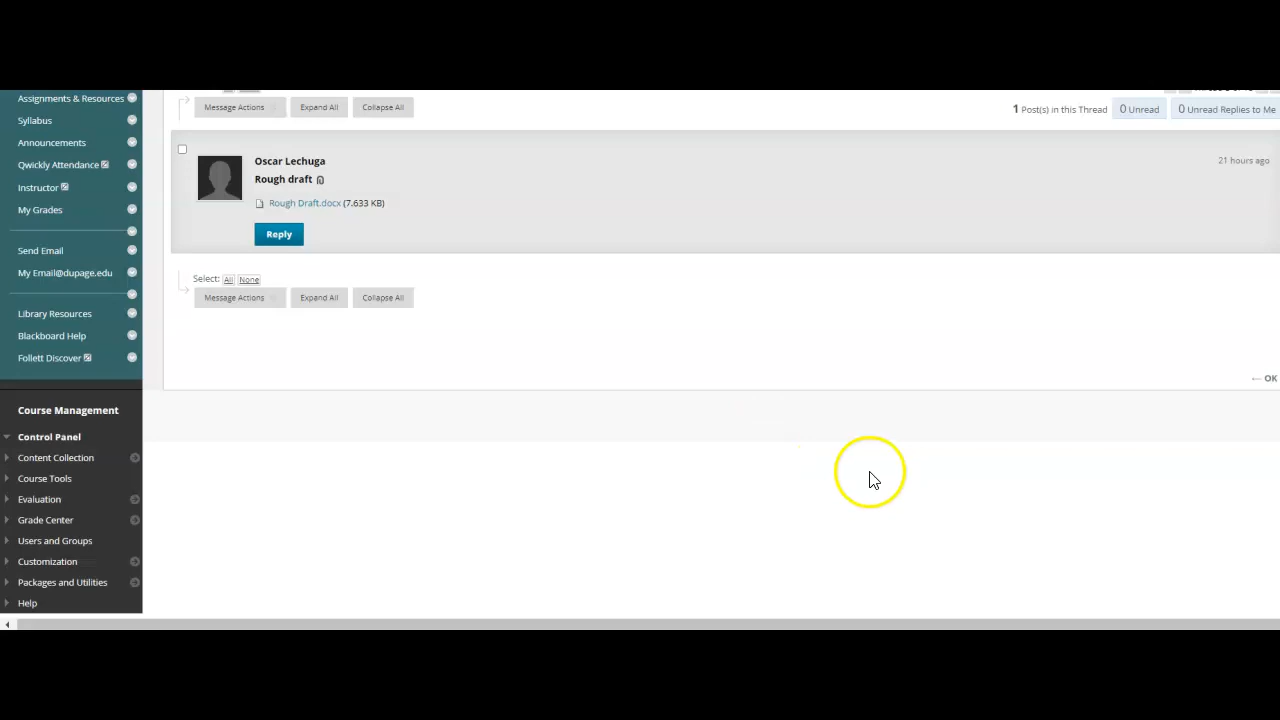 Assignments & Resources
Syllabus
Announcements
Qwickly Attendance
Instructor
My Grades
Send Email
My Email@dupage.edu
Library Resources
Blackboard Help
Follett Discover
Course Management
Control Panel
Content Collection
Course Tools
Evaluation
Grade Center
Users and Groups
Customization
Packages and Utilities
Help
Message Actions Expand All Collapse All
1 Post(s) in this Thread 0 Unread 0 Unread Replies to Me
Oscar Lechuga 21 hours ago
Rough draft
Rough Draft.docx (7.633 KB)
Reply
Select: All None
Message Actions Expand All Collapse All
← OK